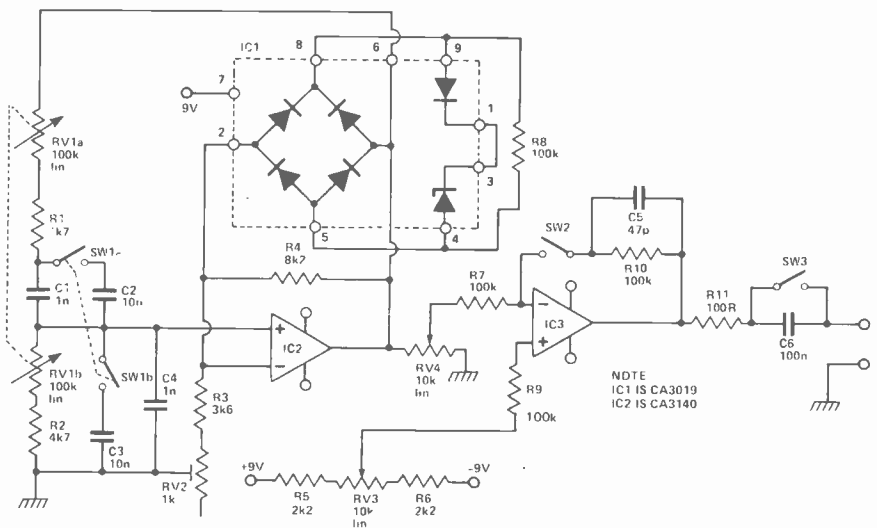 IC1
8
6
9
7
9V
2
1
3
5
4
RV1a
100k
lin
R8
100k
R1
SW1a
C1
1n
C2
10n
R4
8k2
SW2
C5
47p
R10
100k
R7
100k
SW3
R11
100R
C6
100n
+
−
IC2
−
+
IC3
RV1b
100k
lin
SW1b
C4
1n
R3
3k6
RV4
10k
lin
R9
100k
NOTE
IC1 IS CA3019
IC2 IS CA3140
R2
4k7
C3
10n
RV2
1k
+9V
R5
2k2
RV3
10k
lin
R6
2k2
-9V